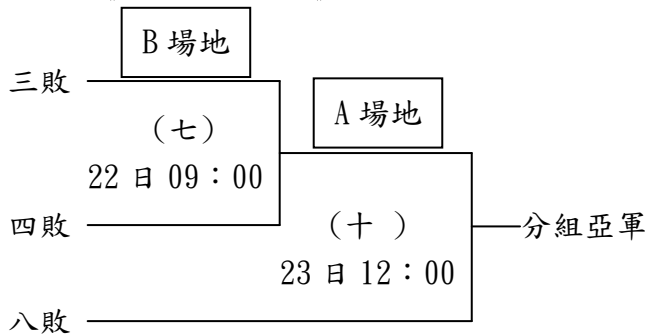 B 場地
三敗
A 場地
（七）
22 日 09：00
四敗
（十 ）
分組亞軍
23 日 12：00
八敗